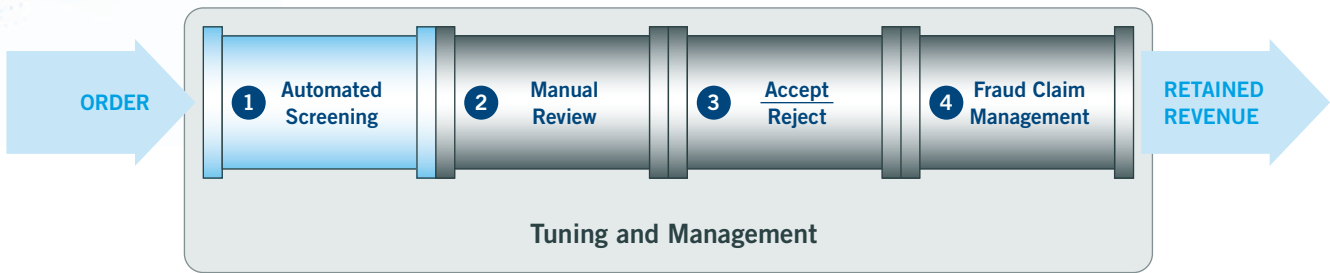 ORDER
1 Automated
Screening
2 Manual
Review
3 Accept
Reject
4 Fraud Claim
Management
RETAINED
REVENUE
Tuning and Management